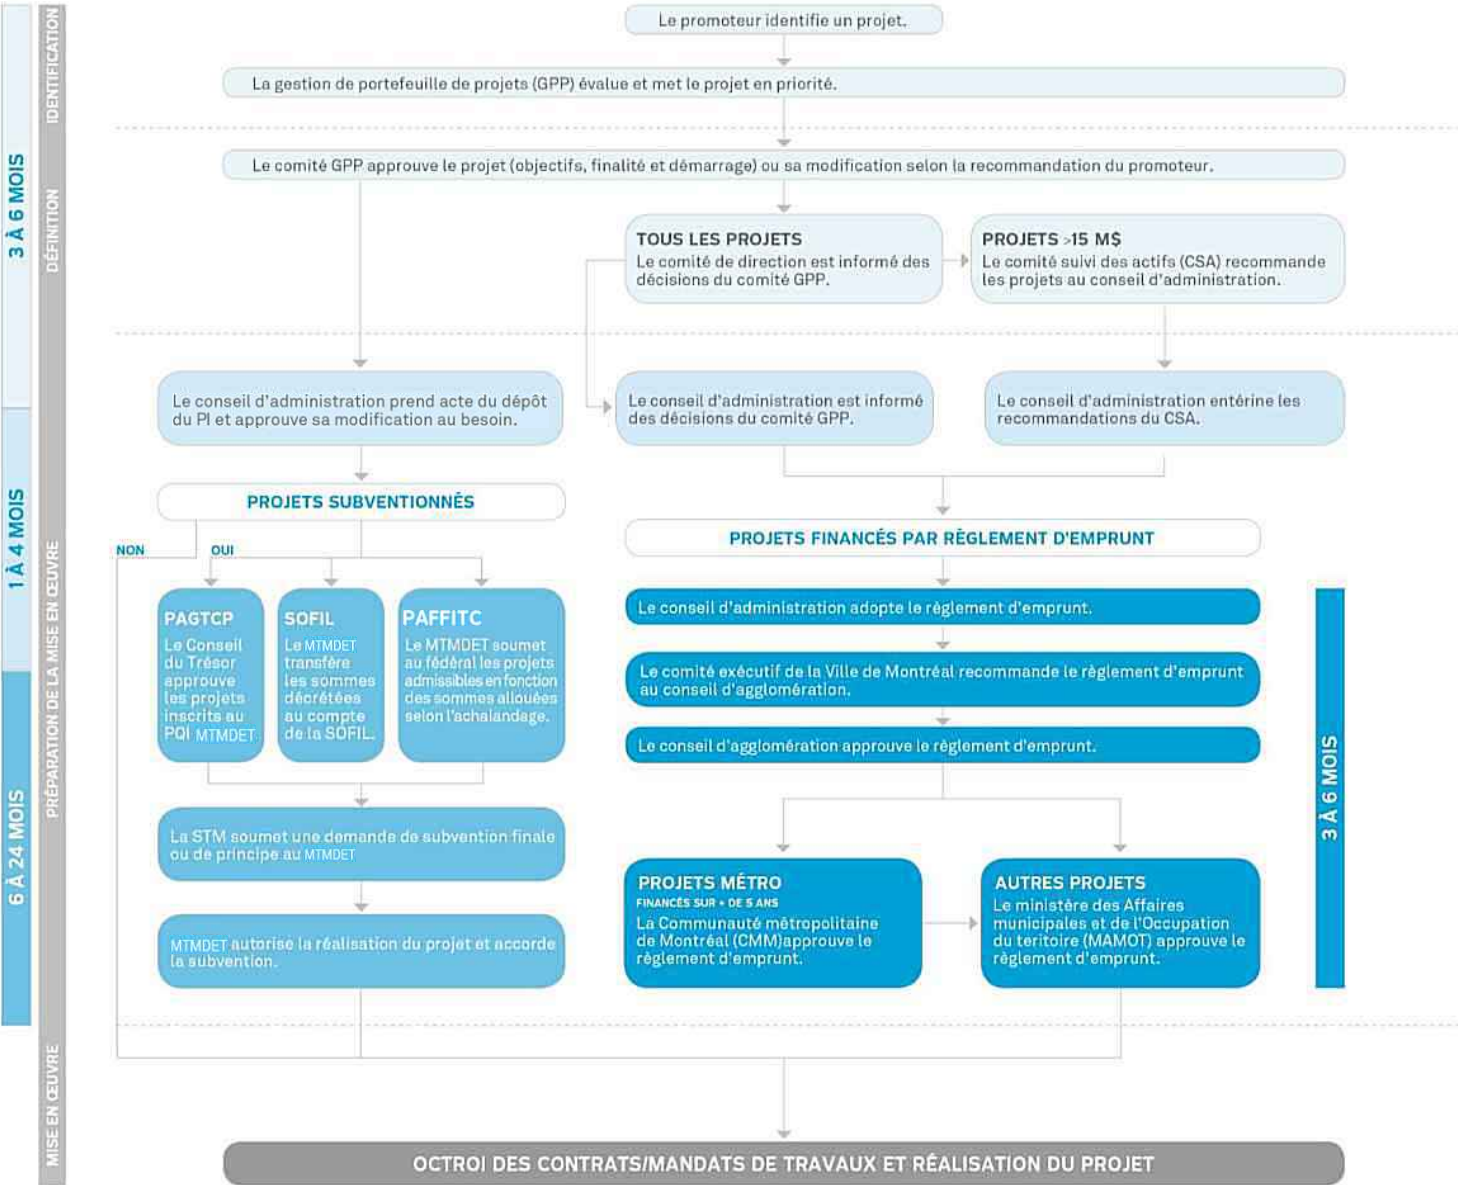 3 À 6 MOIS
1 À 4 MOIS
6 À 24 MOIS
IDENTIFICATION
DÉFINITION
PRÉPARATION DE LA MISE EN ŒUVRE
MISE EN ŒUVRE
Le promoteur identifie un projet.
La gestion de portefeuille de projets (GPP) évalue et met le projet en priorité.
Le comité GPP approuve le projet (objectifs, finalité et démarrage) ou sa modification selon la recommandation du promoteur.
TOUS LES PROJETS
Le comité de direction est informé des
décisions du comité GPP.
PROJETS >15 M$
Le comité suivi des actifs (CSA) recommande
les projets au conseil d'administration.
Le conseil d'administration prend acte du dépôt
du PI et approuve sa modification au besoin.
Le conseil d'administration est informé
des décisions du comité GPP.
Le conseil d'administration entérine les
recommandations du CSA.
PROJETS SUBVENTIONNÉS
NON
OUI
PAGTCP
Le Conseil
du Trésor
approuve
les projets
inscrits au
PQI MTMDET
SOFIL
Le MTMDET
transfère
les sommes
décrétées
au compte
de la SOFIL.
PAFFITC
Le MTMDET soumet
au fédéral les projets
admissibles en fonction
des sommes allouées
selon l'achalandage.
La STM soumet une demande de subvention finale
ou de principe au MTMDET
MTMDET autorise la réalisation du projet et accorde
la subvention.
PROJETS FINANCÉS PAR RÈGLEMENT D'EMPRUNT
Le conseil d'administration adopte le règlement d'emprunt.
Le comité exécutif de la Ville de Montréal recommande le règlement d'emprunt
au conseil d'agglomération.
Le conseil d'agglomération approuve le règlement d'emprunt.
PROJETS MÉTRO
FINANCÉS SUR + DE 5 ANS
La Communauté métropolitaine
de Montréal (CMM)approuve le
règlement d'emprunt.
AUTRES PROJETS
Le ministère des Affaires
municipales et de l'Occupation
du teritoire (MAMOT) approuve le
règlement d'emprunt.
3 À 6 MOIS
OCTROI DES CONTRATS/MANDATS DE TRAVAUX ET RÉALISATION DU PROJET